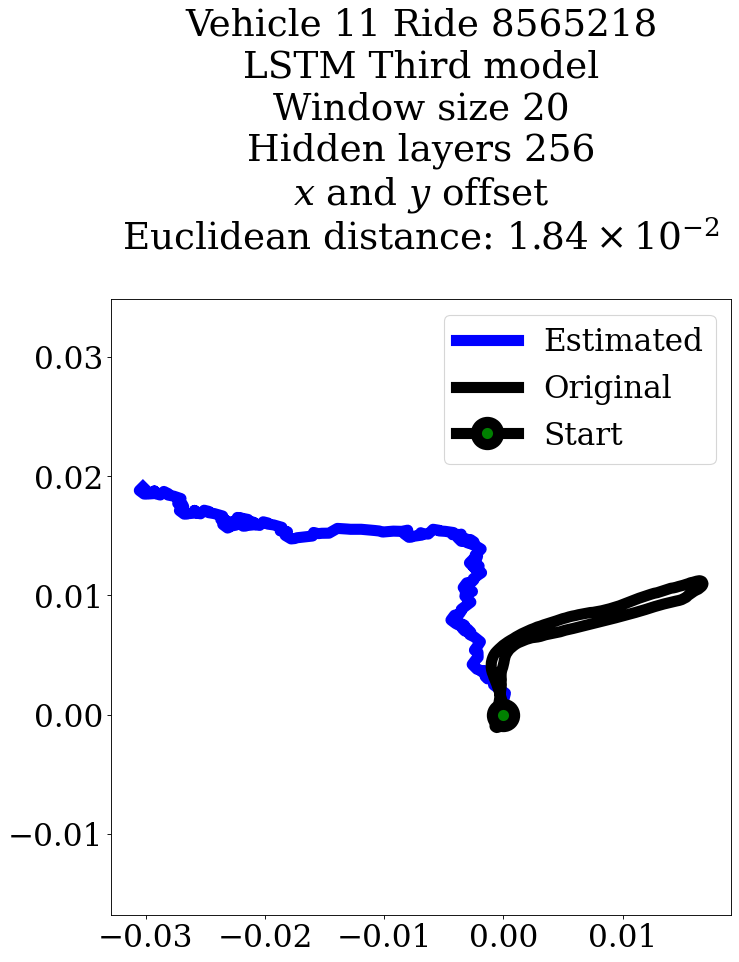 Vehicle 11 Ride 8565218
LSTM Third model
Window size 20
Hidden layers 256
x and y offset
Euclidean distance: 1.84 × 10⁻²
Estimated
Original
Start
0.03
0.02
0.01
0.00
−0.01
−0.03 −0.02 −0.01 0.00 0.01